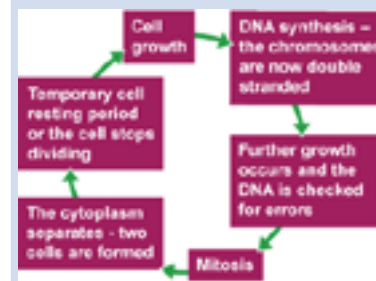 Cell
growth
DNA synthesis –
the chromosomes
are now double
stranded
Further growth
occurs and the
DNA is checked
for errors
Mitosis
The cytoplasm
separates - two
cells are formed
Temporary cell
resting period
or the cell stops
dividing